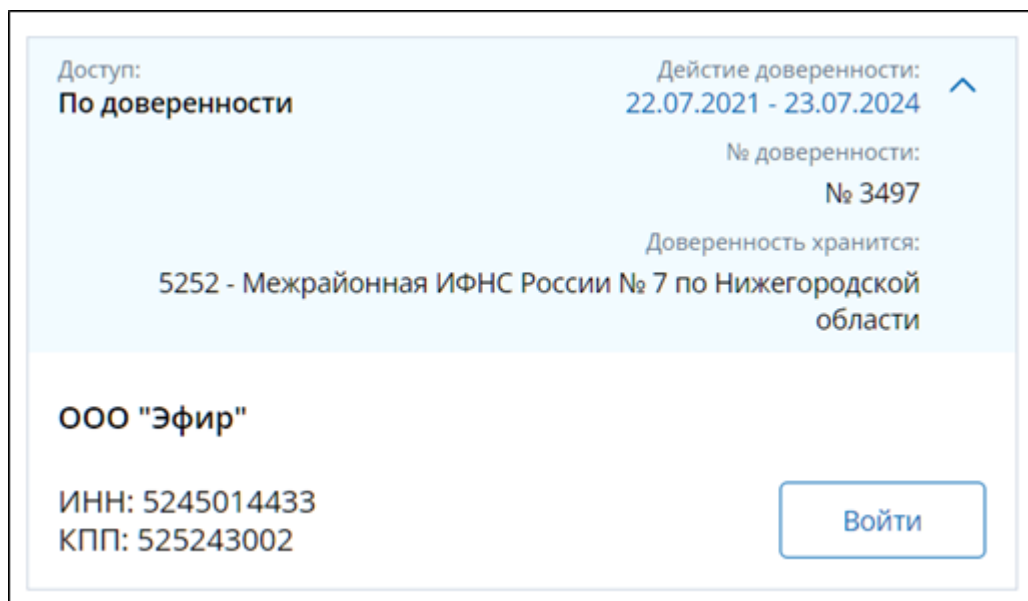 Доступ:
По доверенности
Дейстие доверенности:
22.07.2021 - 23.07.2024
№ доверенности:
№ 3497
Доверенность хранится:
5252 - Межрайонная ИФНС России № 7 по Нижегородской
области
ООО "Эфир"
ИНН: 5245014433
КПП: 525243002
Войти